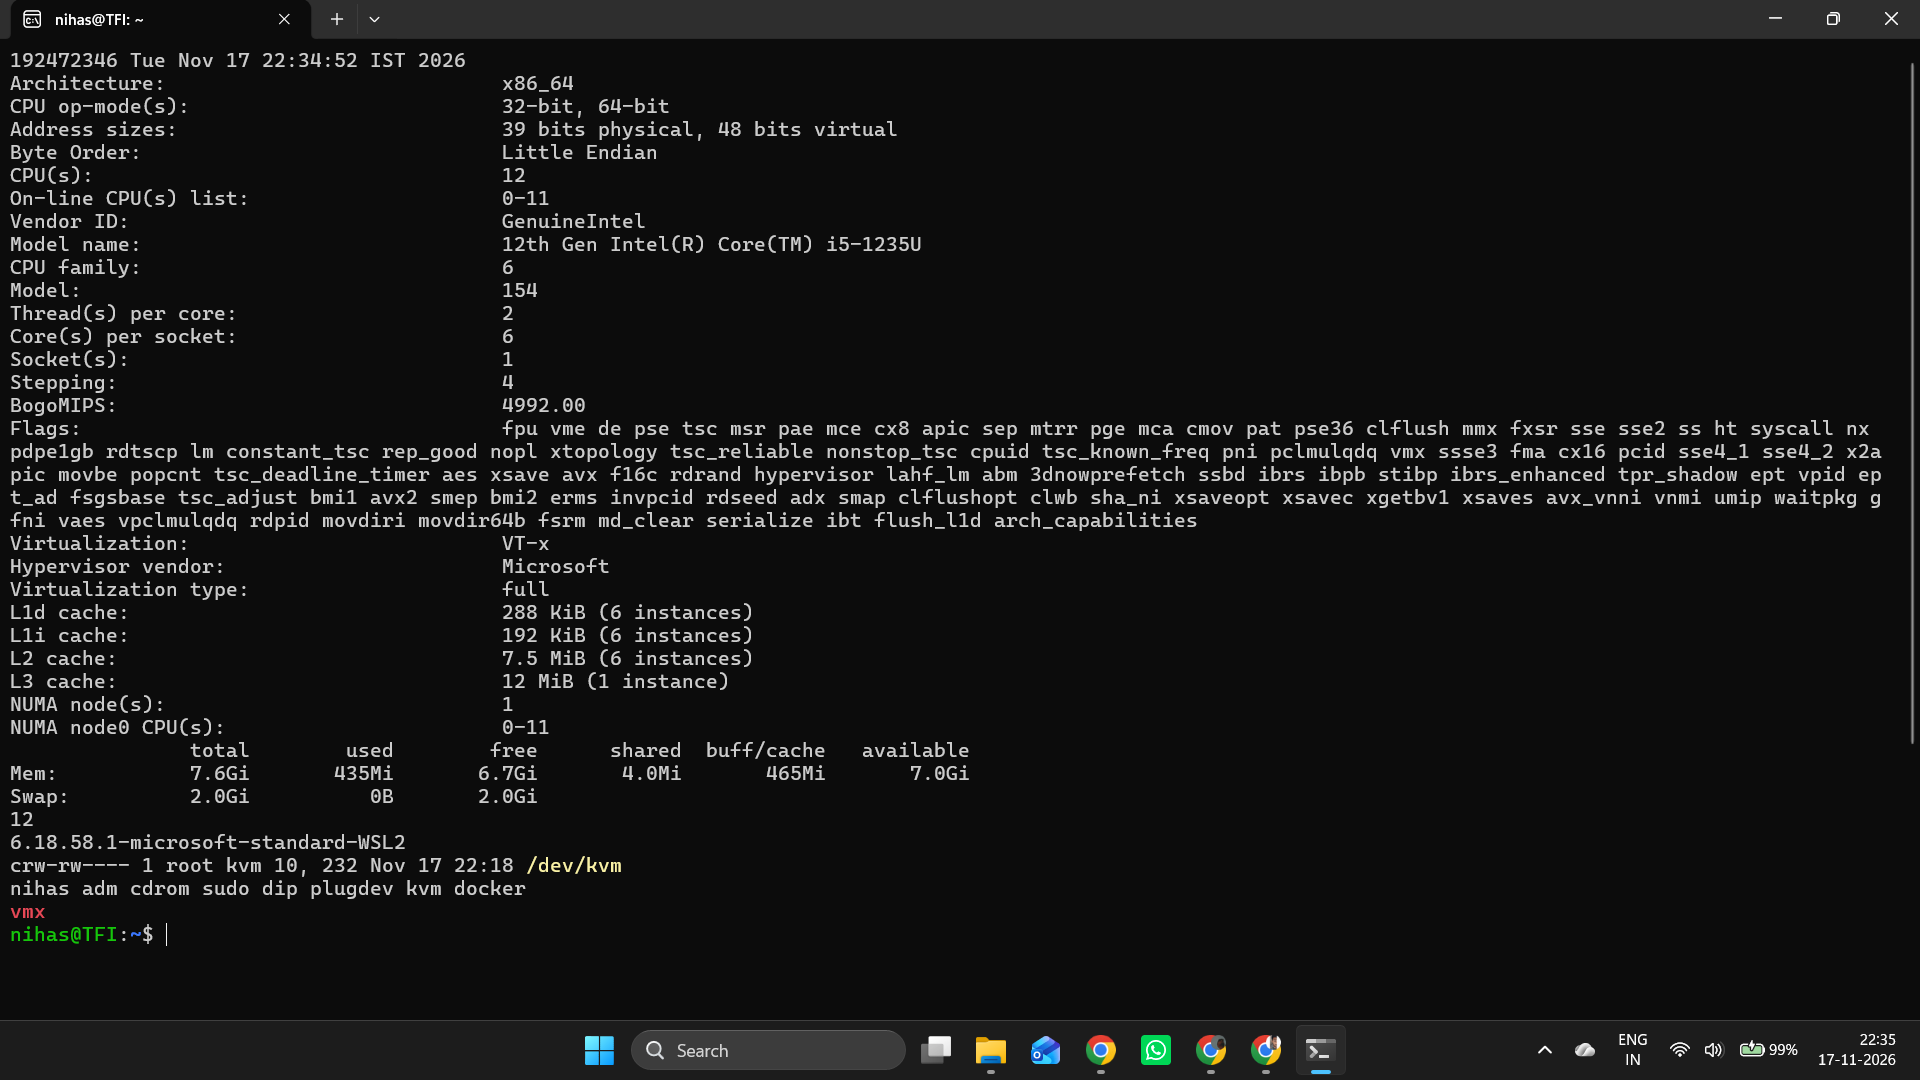 nihas@TFI: ~
192472346 Tue Nov 17 22:34:52 IST 2026
Architecture: x86_64
CPU op-mode(s): 32-bit, 64-bit
Address sizes: 39 bits physical, 48 bits virtual
Byte Order: Little Endian
CPU(s): 12
On-line CPU(s) list: 0-11
Vendor ID: GenuineIntel
Model name: 12th Gen Intel(R) Core(TM) i5-1235U
CPU family: 6
Model: 154
Thread(s) per core: 2
Core(s) per socket: 6
Socket(s): 1
Stepping: 4
BogoMIPS: 4992.00
Flags: fpu vme de pse tsc msr pae mce cx8 apic sep mtrr pge mca cmov pat pse36 clflush mmx fxsr sse sse2 ss ht syscall nx
pdpe1gb rdtscp lm constant_tsc rep_good nopl xtopology tsc_reliable nonstop_tsc cpuid tsc_known_freq pni pclmulqdq vmx ssse3 fma cx16 pcid sse4_1 sse4_2 x2a
pic movbe popcnt tsc_deadline_timer aes xsave avx f16c rdrand hypervisor lahf_lm abm 3dnowprefetch ssbd ibrs ibpb stibp ibrs_enhanced tpr_shadow ept vpid ep
t_ad fsgsbase tsc_adjust bmi1 avx2 smep bmi2 erms invpcid rdseed adx smap clflushopt clwb sha_ni xsaveopt xsavec xgetbv1 xsaves avx_vnni vnmi umip waitpkg g
fni vaes vpclmulqdq rdpid movdiri movdir64b fsrm md_clear serialize ibt flush_l1d arch_capabilities
Virtualization: VT-x
Hypervisor vendor: Microsoft
Virtualization type: full
L1d cache: 288 KiB (6 instances)
L1i cache: 192 KiB (6 instances)
L2 cache: 7.5 MiB (6 instances)
L3 cache: 12 MiB (1 instance)
NUMA node(s): 1
NUMA node0 CPU(s): 0-11
total used free shared buff/cache available
Mem: 7.6Gi 435Mi 6.7Gi 4.0Mi 465Mi 7.0Gi
Swap: 2.0Gi 0B 2.0Gi
12
6.18.58.1-microsoft-standard-WSL2
crw-rw---- 1 root kvm 10, 232 Nov 17 22:18 /dev/kvm
nihas adm cdrom sudo dip plugdev kvm docker
vmx
nihas@TFI:~$
Search
ENG
IN
99%
22:35
17-11-2026